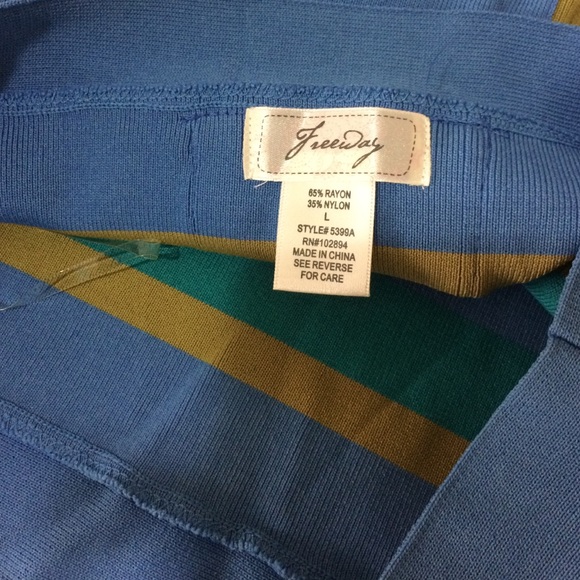 Freeway
65% RAYON
35% NYLON
L
STYLE# 5399A
RN#102894
MADE IN CHINA
SEE REVERSE
FOR CARE